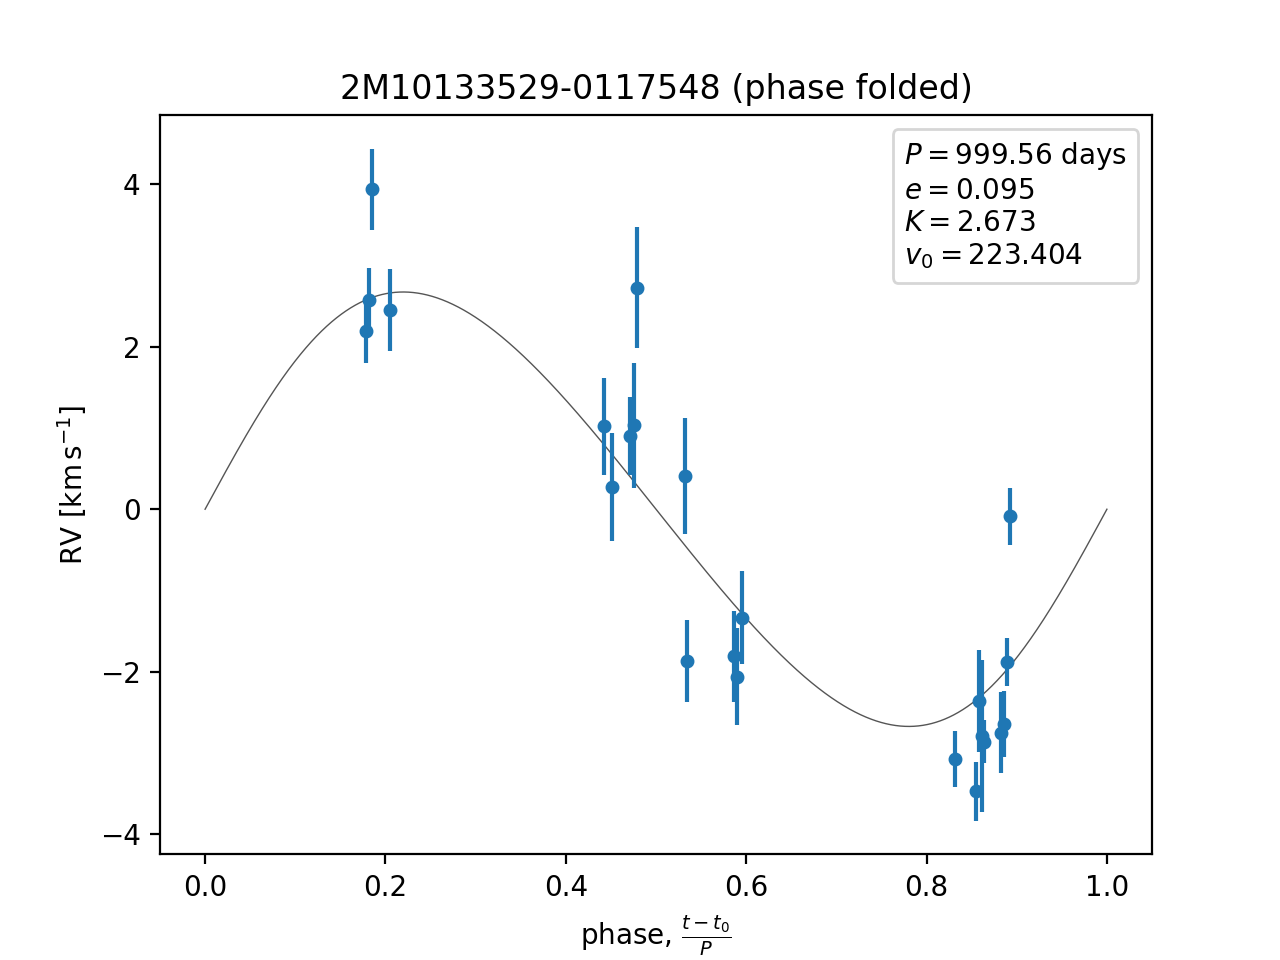 2M10133529-0117548 (phase folded)
P = 999.56 days
e = 0.095
K = 2.673
v₀ = 223.404
4
2
0
−2
−4
RV [km s⁻¹]
0.0 0.2 0.4 0.6 0.8 1.0
phase, (t − t₀)/P